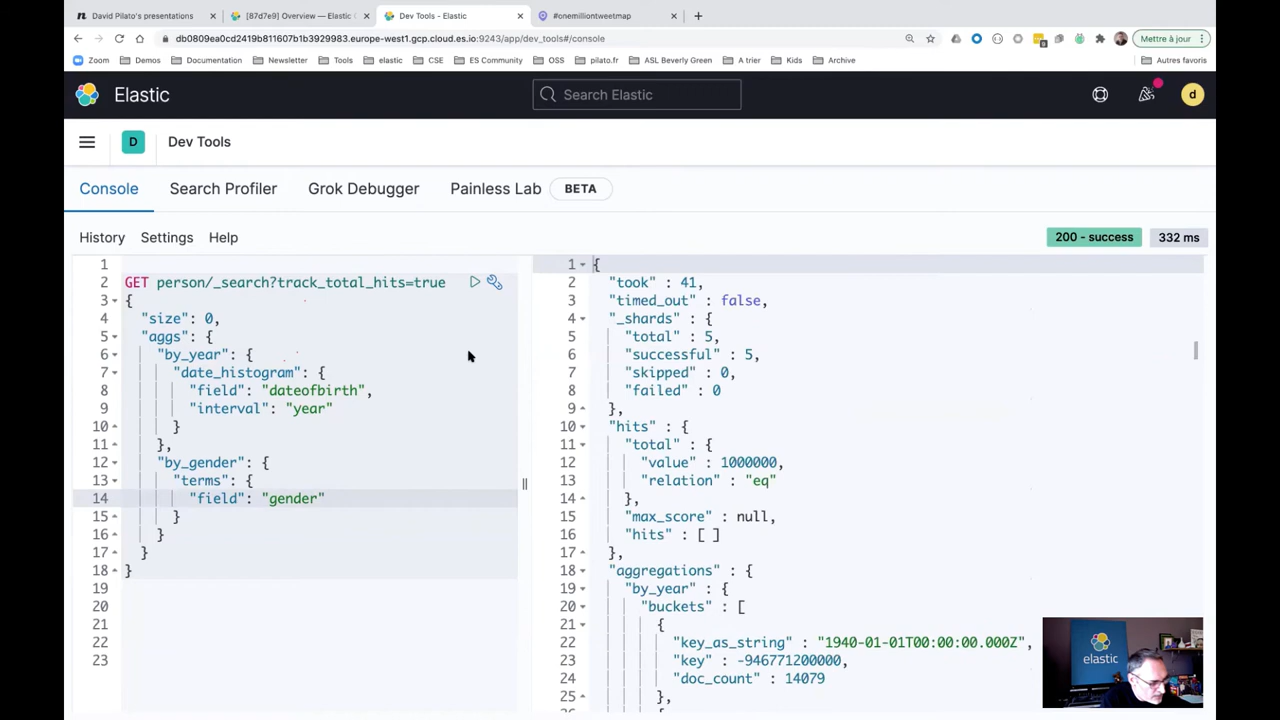 David Pilato's presentations
[87d7e9] Overview — Elastic
Dev Tools - Elastic
#onemilliontweetmap
db0809ea0cd2419b811607b1b3929983.europe-west1.gcp.cloud.es.io:9243/app/dev_tools#/console
Mettre à jour
Zoom
Demos
Documentation
Newsletter
Tools
elastic
CSE
ES Community
OSS
pilato.fr
ASL Beverly Green
A trier
Kids
Archive
Autres favoris
Elastic
Search Elastic
d
D
Dev Tools
Console
Search Profiler
Grok Debugger
Painless Lab
BETA
History
Settings
Help
200 - success
332 ms
1
2 GET person/_search?track_total_hits=true
3 {
4 "size": 0,
5 "aggs": {
6 "by_year": {
7 "date_histogram": {
8 "field": "dateofbirth",
9 "interval": "year"
10 }
11 },
12 "by_gender": {
13 "terms": {
14 "field": "gender"
15 }
16 }
17 }
18 }
19
20
21
22
23
1 {
2 "took" : 41,
3 "timed_out" : false,
4 "_shards" : {
5 "total" : 5,
6 "successful" : 5,
7 "skipped" : 0,
8 "failed" : 0
9 },
10 "hits" : {
11 "total" : {
12 "value" : 1000000,
13 "relation" : "eq"
14 },
15 "max_score" : null,
16 "hits" : [ ]
17 },
18 "aggregations" : {
19 "by_year" : {
20 "buckets" : [
21 {
22 "key_as_string" : "1940-01-01T00:00:00.000Z",
23 "key" : -946771200000,
24 "doc_count" : 14079
25 },
elastic